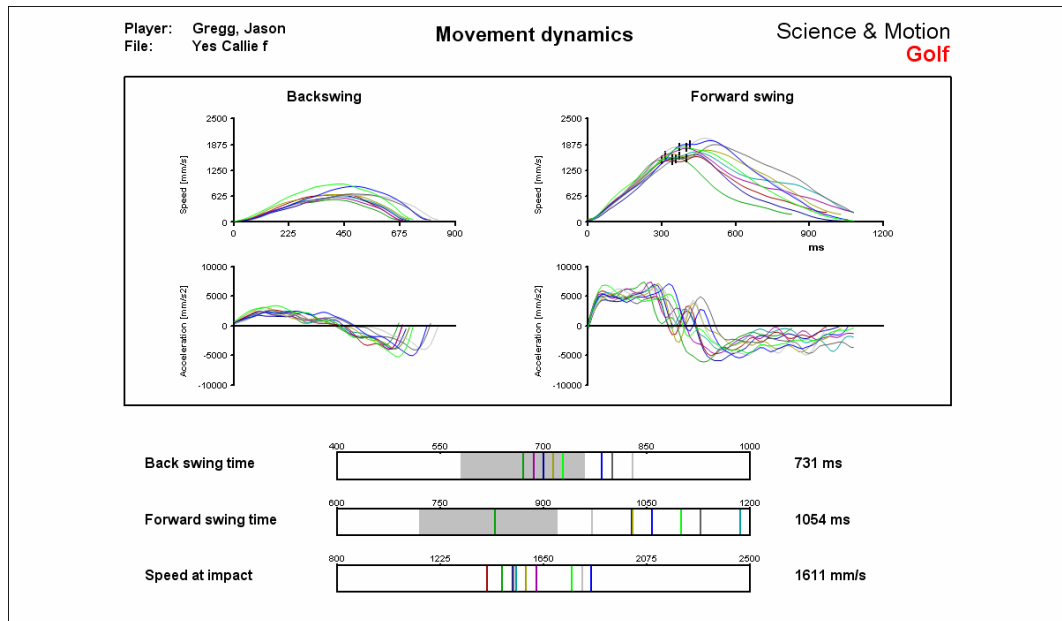 Player: Gregg, Jason
File: Yes Callie f
Movement dynamics
Science & Motion
Golf
Backswing
Forward swing
Speed [mm/s]
2500
1875
1250
625
0
0 225 450 675 900
Speed [mm/s]
2500
1875
1250
625
0
0 300 600 900 1200
ms
Acceleration [mm/s2]
10000
5000
0
-5000
-10000
Acceleration [mm/s2]
10000
5000
0
-5000
-10000
400 550 700 850 1000
Back swing time 731 ms
600 750 900 1050 1200
Forward swing time 1054 ms
800 1225 1650 2075 2500
Speed at impact 1611 mm/s